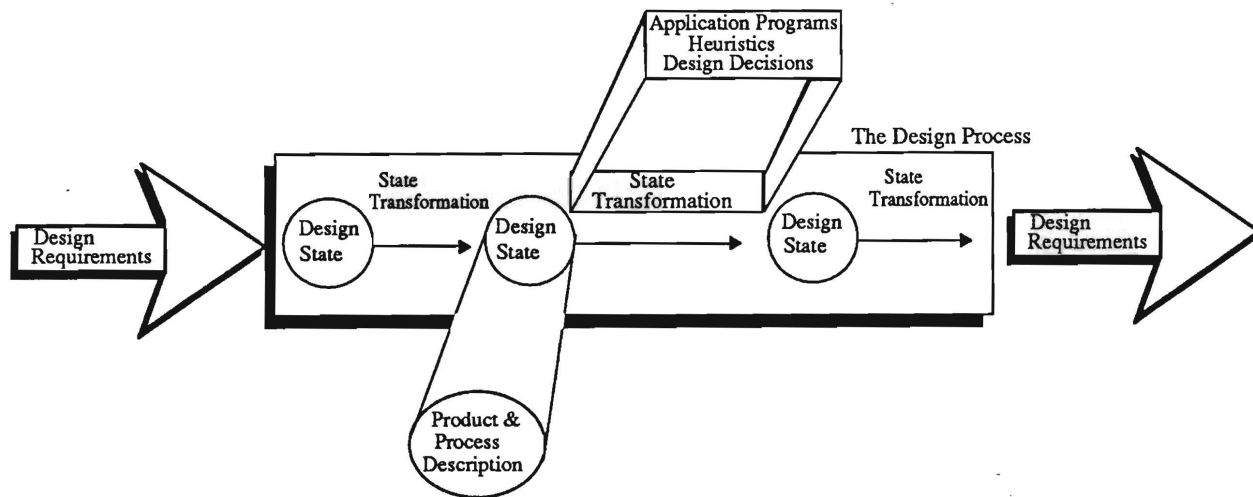 Application Programs
Heuristics
Design Decisions
The Design Process
State
Transformation
State
Transformation
State
Transformation
Design
Requirements
Design
State
Design
State
Design
State
Design
Requirements
Product &
Process
Description